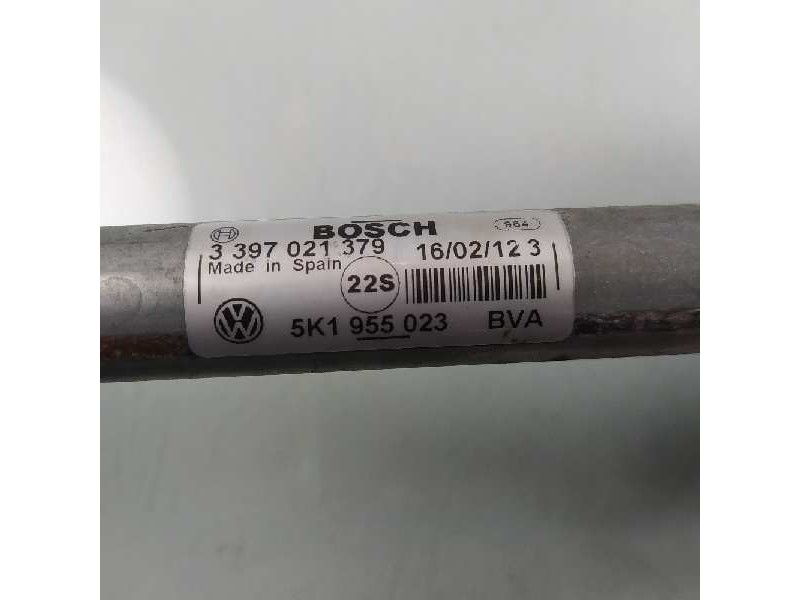 BOSCH
864
3 397 021 379 16/02/12 3
Made in Spain
22S
5K1 955 023 BVA